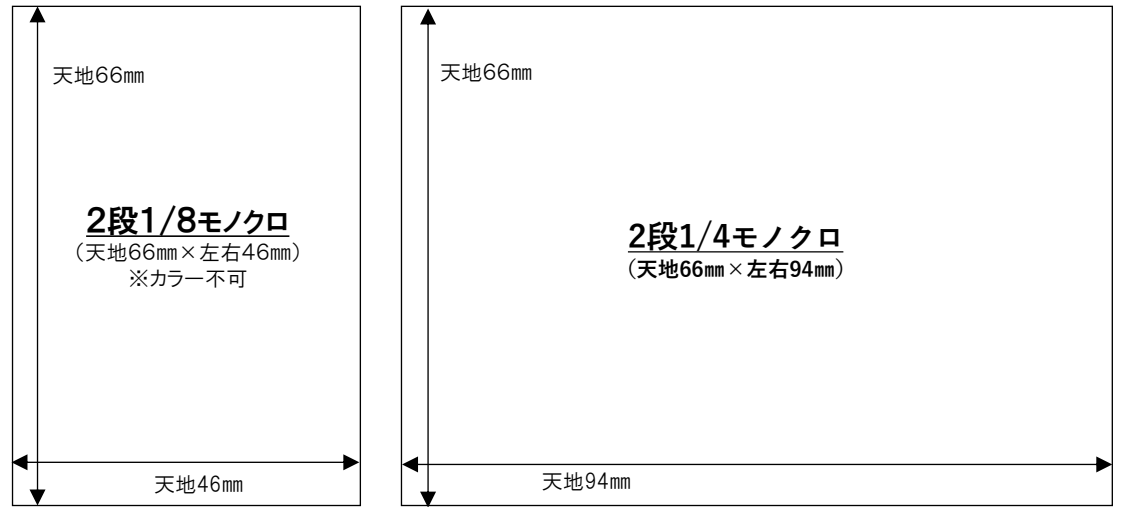 天地66㎜
2段1/8モノクロ
（天地66㎜×左右46㎜）
※カラー不可
天地46㎜
天地66㎜
2段1/4モノクロ
（天地66㎜×左右94㎜）
天地94㎜